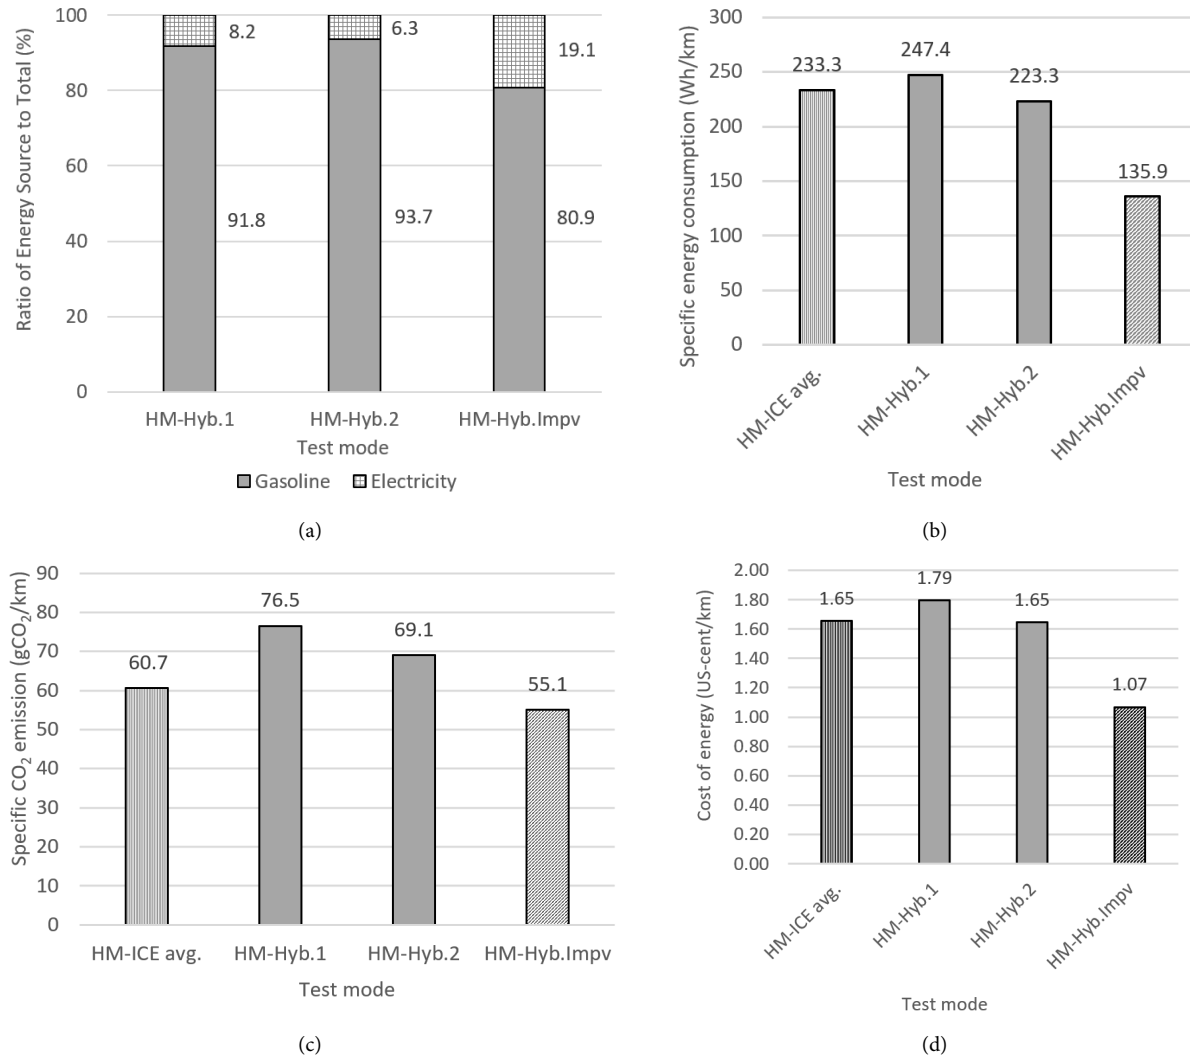 Ratio of Energy Source to Total (%)
100
80
60
40
20
0
8.2
6.3
19.1
91.8
93.7
80.9
HM-Hyb.1
HM-Hyb.2
HM-Hyb.Impv
Test mode
Gasoline
Electricity
(a)
Specific energy consumption (Wh/km)
300
250
200
150
100
50
0
233.3
247.4
223.3
135.9
HM-ICE avg.
HM-Hyb.1
HM-Hyb.2
HM-Hyb.Impv
Test mode
(b)
Specific CO₂ emission (gCO₂/km)
90
80
70
60
50
40
30
20
10
0
60.7
76.5
69.1
55.1
HM-ICE avg.
HM-Hyb.1
HM-Hyb.2
HM-Hyb.Impv
Test mode
(c)
Cost of energy (US-cent/km)
2.00
1.80
1.60
1.40
1.20
1.00
0.80
0.60
0.40
0.20
0.00
1.65
1.79
1.65
1.07
HM-ICE avg.
HM-Hyb.1
HM-Hyb.2
HM-Hyb.Impv
Test mode
(d)